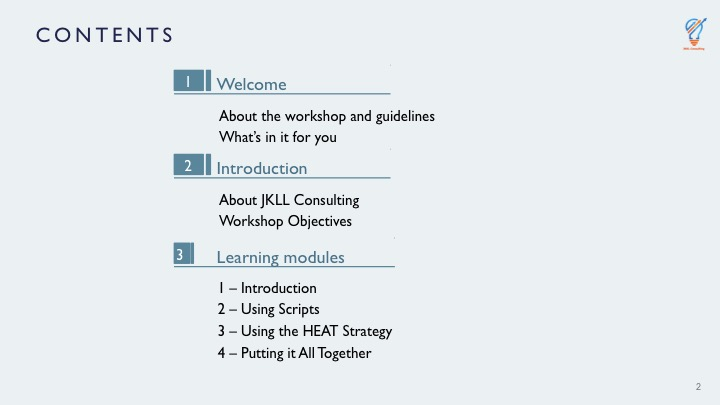 CONTENTS
1 Welcome
About the workshop and guidelines
What's in it for you
2 Introduction
About JKLL Consulting
Workshop Objectives
3 Learning modules
1 – Introduction
2 – Using Scripts
3 – Using the HEAT Strategy
4 – Putting it All Together
2